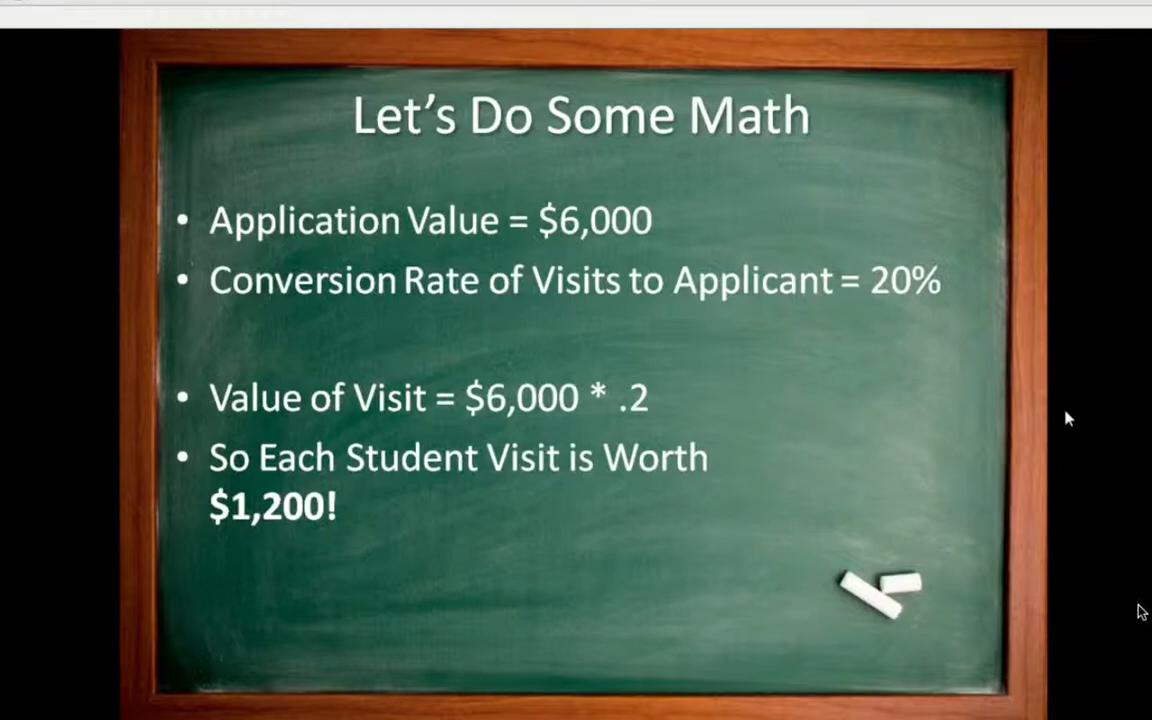 Let's Do Some Math
• Application Value = $6,000
• Conversion Rate of Visits to Applicant = 20%
• Value of Visit = $6,000 * .2
• So Each Student Visit is Worth
$1,200!